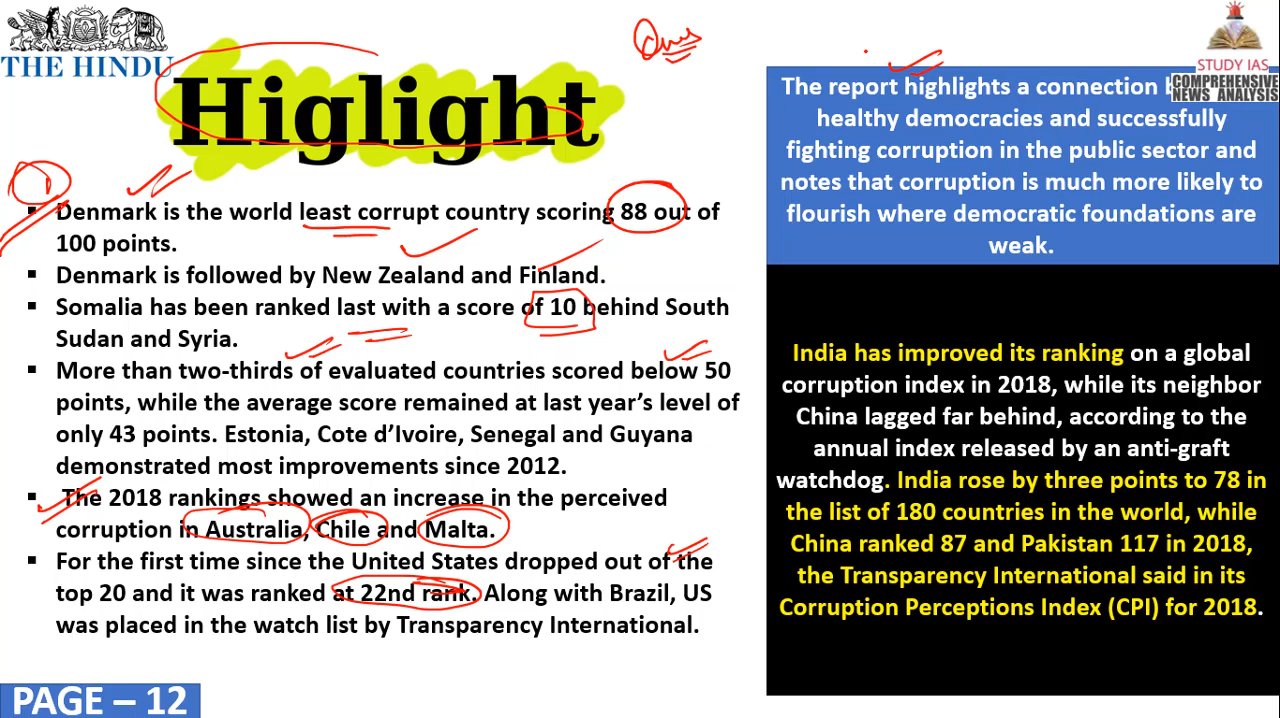 THE HINDU
Higlight
Ques
1
▪ Denmark is the world least corrupt country scoring 88 out of
100 points.
▪ Denmark is followed by New Zealand and Finland.
▪ Somalia has been ranked last with a score of 10 behind South
Sudan and Syria.
▪ More than two-thirds of evaluated countries scored below 50
points, while the average score remained at last year's level of
only 43 points. Estonia, Cote d'Ivoire, Senegal and Guyana
demonstrated most improvements since 2012.
▪ The 2018 rankings showed an increase in the perceived
corruption in Australia, Chile and Malta.
▪ For the first time since the United States dropped out of the
top 20 and it was ranked at 22nd rank. Along with Brazil, US
was placed in the watch list by Transparency International.
PAGE – 12
STUDY IAS
COMPREHENSIVE
NEWS ANALYSIS
The report highlights a connection
healthy democracies and successfully
fighting corruption in the public sector and
notes that corruption is much more likely to
flourish where democratic foundations are
weak.
India has improved its ranking on a global
corruption index in 2018, while its neighbor
China lagged far behind, according to the
annual index released by an anti-graft
watchdog. India rose by three points to 78 in
the list of 180 countries in the world, while
China ranked 87 and Pakistan 117 in 2018,
the Transparency International said in its
Corruption Perceptions Index (CPI) for 2018.